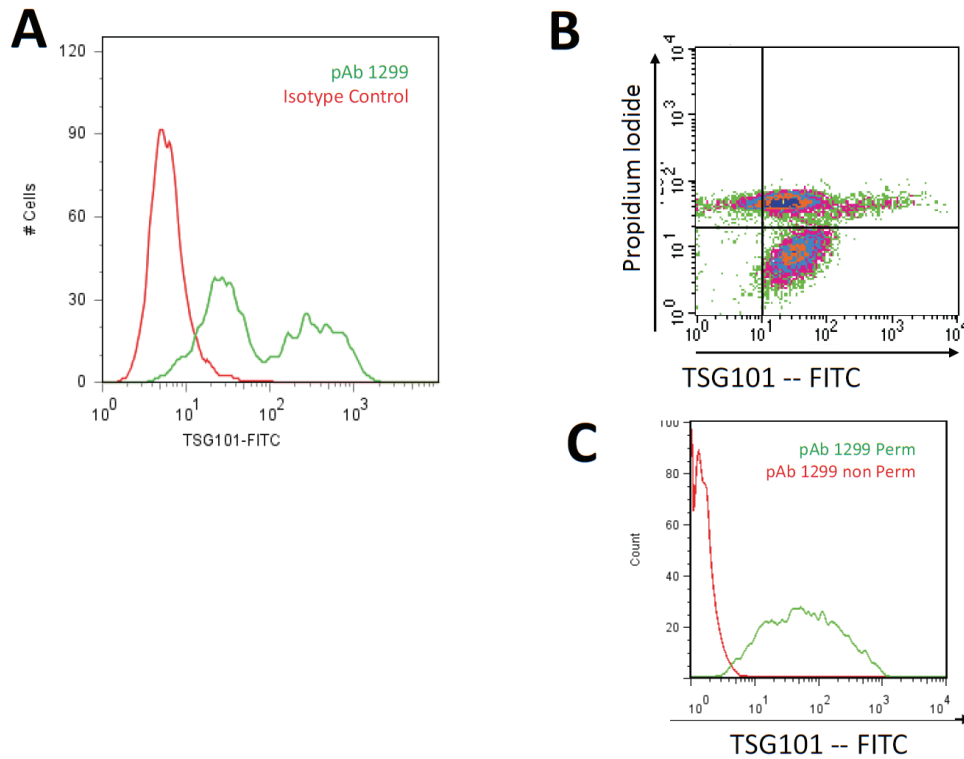 A
120
90
60
30
0
# Cells
pAb 1299
Isotype Control
10^0 10^1 10^2 10^3
TSG101-FITC
B
Propidium Iodide
10^4
10^3
10^2
10^1
10^0
10^0 10^1 10^2 10^3 10^4
TSG101 -- FITC
C
100
80
60
40
20
Count
pAb 1299 Perm
pAb 1299 non Perm
10^0 10^1 10^2 10^3 10^4
TSG101 -- FITC